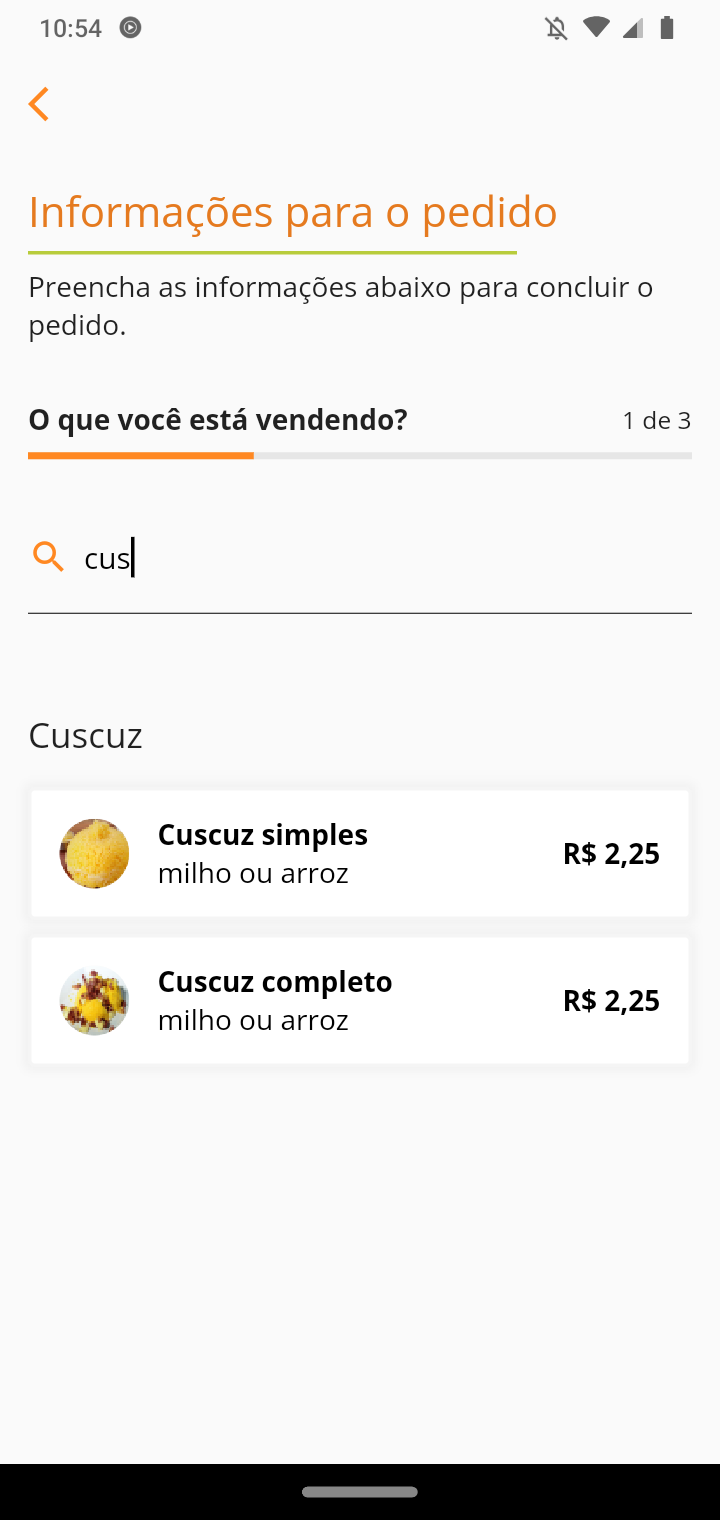 10:54
Informações para o pedido
Preencha as informações abaixo para concluir o
pedido.
O que você está vendendo? 1 de 3
cus
Cuscuz
Cuscuz simples
milho ou arroz
R$ 2,25
Cuscuz completo
milho ou arroz
R$ 2,25